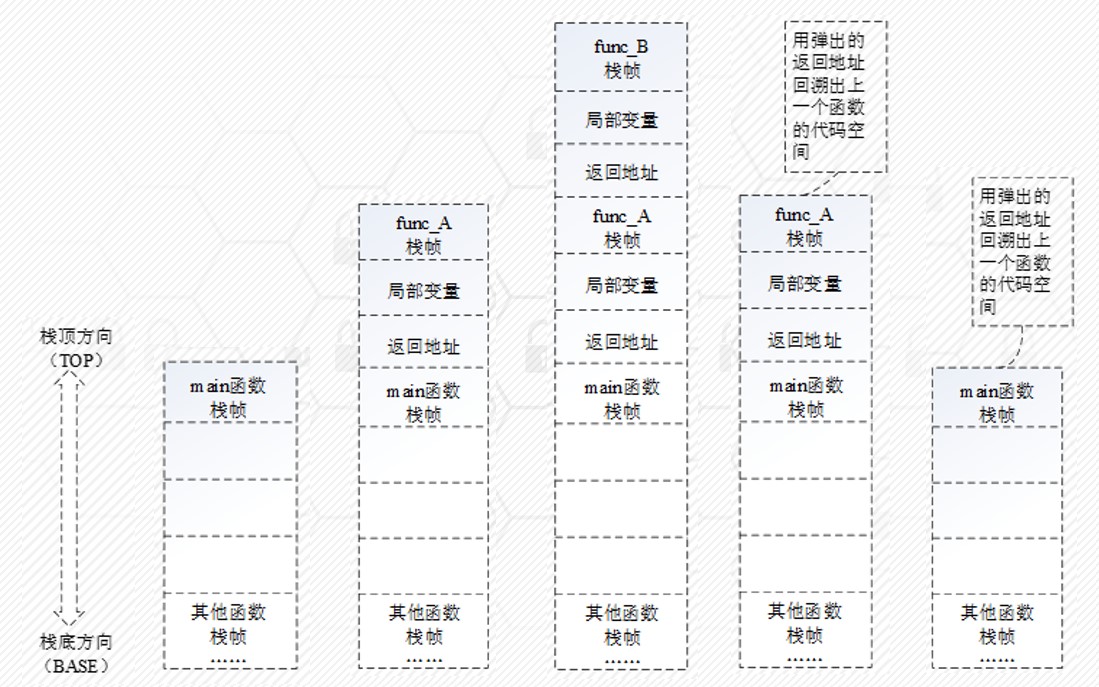 栈顶方向
（TOP）
栈底方向
（BASE）
main函数
栈帧
其他函数
栈帧
……
func_A
栈帧
局部变量
返回地址
main函数
栈帧
其他函数
栈帧
……
func_B
栈帧
局部变量
返回地址
func_A
栈帧
局部变量
返回地址
main函数
栈帧
其他函数
栈帧
……
用弹出的
返回地址
回溯出上
一个函数
的代码空
间
func_A
栈帧
局部变量
返回地址
main函数
栈帧
其他函数
栈帧
……
用弹出的
返回地址
回溯出上
一个函数
的代码空
间
main函数
栈帧
其他函数
栈帧
……